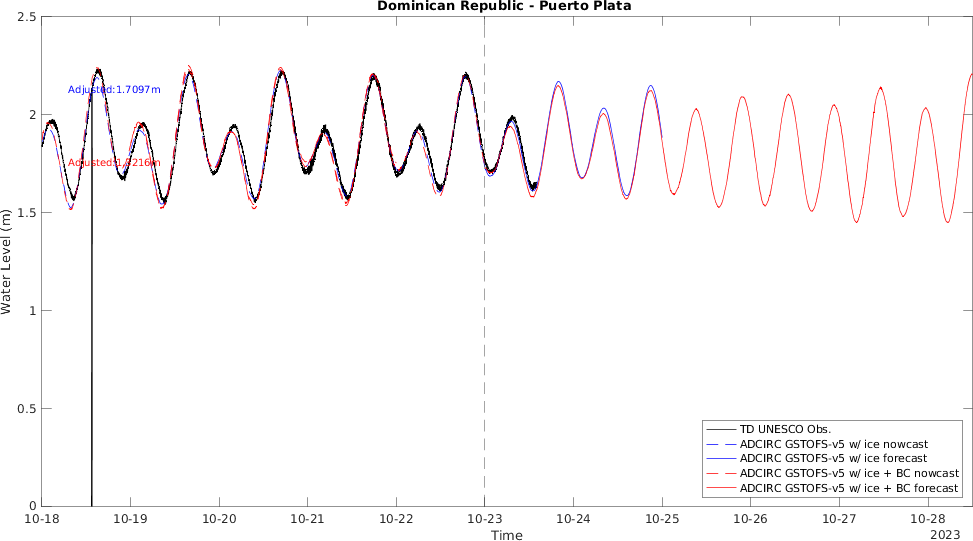 Dominican Republic - Puerto Plata
Water Level (m)
2.5
2
1.5
1
0.5
0
Adjusted:1.7097m
TD UNESCO Obs.
ADCIRC GSTOFS-v5 w/ ice nowcast
ADCIRC GSTOFS-v5 w/ ice forecast
ADCIRC GSTOFS-v5 w/ ice + BC nowcast
ADCIRC GSTOFS-v5 w/ ice + BC forecast
10-18
10-19
10-20
10-21
10-22
10-23
10-24
10-25
10-26
10-27
10-28
2023
Time